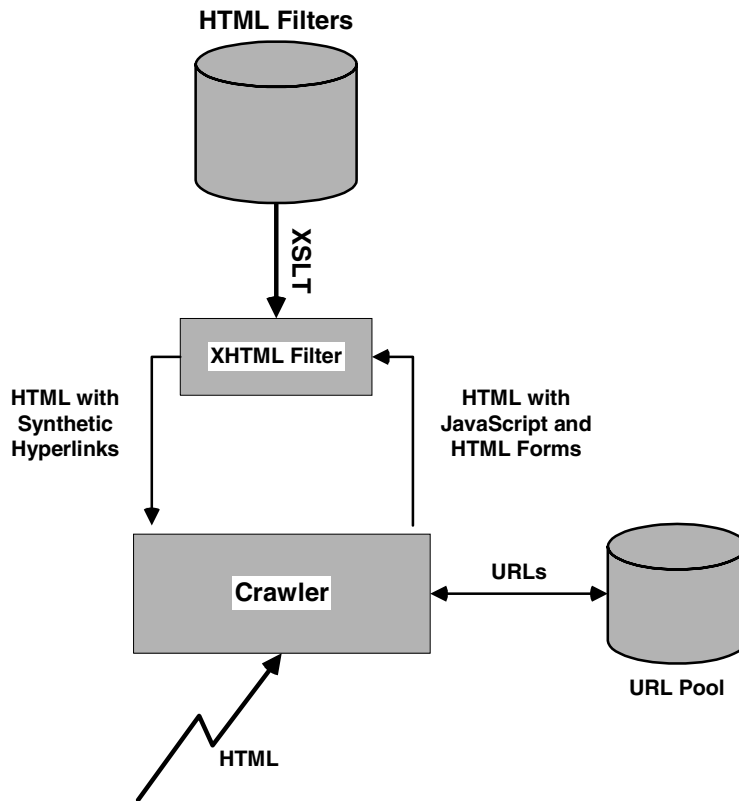 HTML Filters
XSLT
XHTML Filter
HTML with
Synthetic
Hyperlinks
HTML with
JavaScript and
HTML Forms
Crawler
URLs
URL Pool
HTML